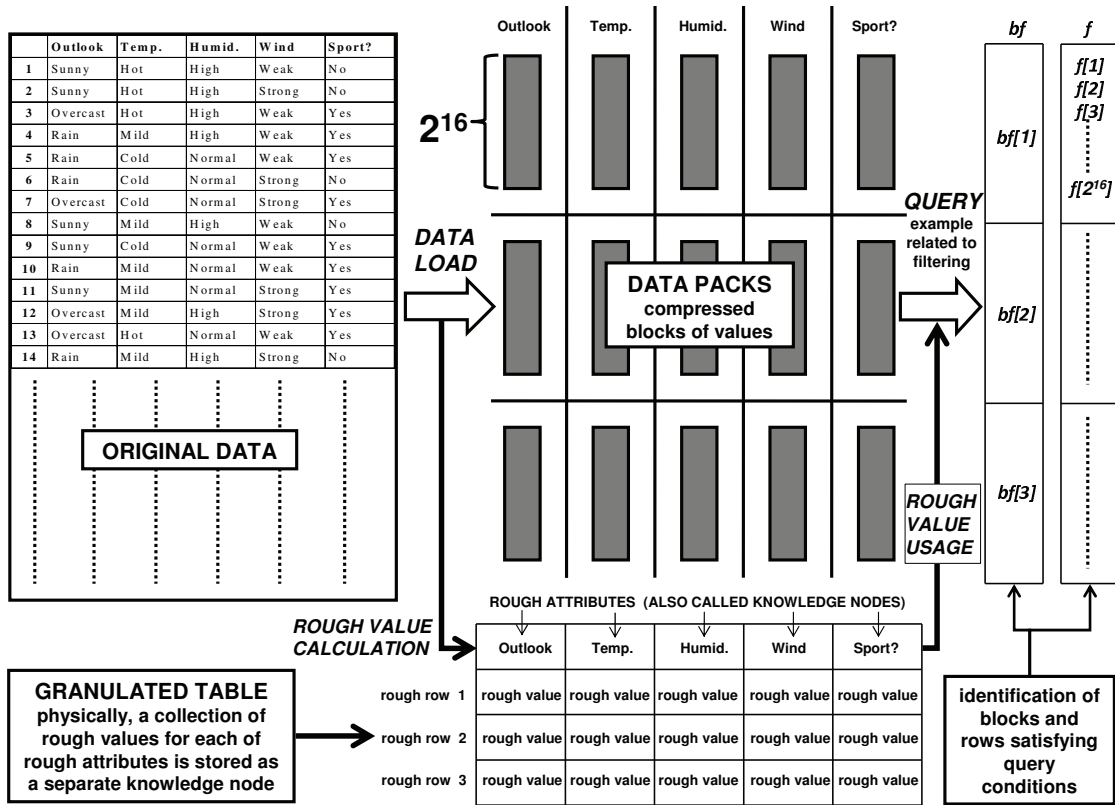 Outlook Temp. Humid. Wind Sport?
1 Sunny Hot High Weak No
2 Sunny Hot High Strong No
3 Overcast Hot High Weak Yes
4 Rain Mild High Weak Yes
5 Rain Cold Normal Weak Yes
6 Rain Cold Normal Strong No
7 Overcast Cold Normal Strong Yes
8 Sunny Mild High Weak No
9 Sunny Cold Normal Weak Yes
10 Rain Mild Normal Weak Yes
11 Sunny Mild Normal Strong Yes
12 Overcast Mild High Strong Yes
13 Overcast Hot Normal Weak Yes
14 Rain Mild High Strong No
ORIGINAL DATA
DATA
LOAD
Outlook Temp. Humid. Wind Sport?
2¹⁶
DATA PACKS
compressed
blocks of values
QUERY
example
related to
filtering
bf f
bf[1]
bf[2]
bf[3]
f[1]
f[2]
f[3]
f[2¹⁶]
ROUGH
VALUE
USAGE
ROUGH VALUE
CALCULATION
ROUGH ATTRIBUTES (ALSO CALLED KNOWLEDGE NODES)
Outlook Temp. Humid. Wind Sport?
rough row 1 rough value rough value rough value rough value rough value
rough row 2 rough value rough value rough value rough value rough value
rough row 3 rough value rough value rough value rough value rough value
GRANULATED TABLE
physically, a collection of
rough values for each of
rough attributes is stored as
a separate knowledge node
identification of
blocks and
rows satisfying
query
conditions